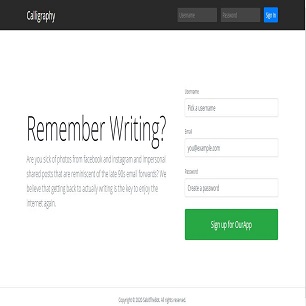 Calligraphy
Username
Password
Sign In
Remember Writing?
Are you sick of photos from facebook and instagram and impersonal
shared posts that are reminiscent of the late 90s email forwards? We
believe that getting back to actually writing is the key to enjoy the
internet again.
Username
Pick a username
Email
you@example.com
Password
Create a password
Sign up for OurApp
Copyright © 2020 All rights reserved.